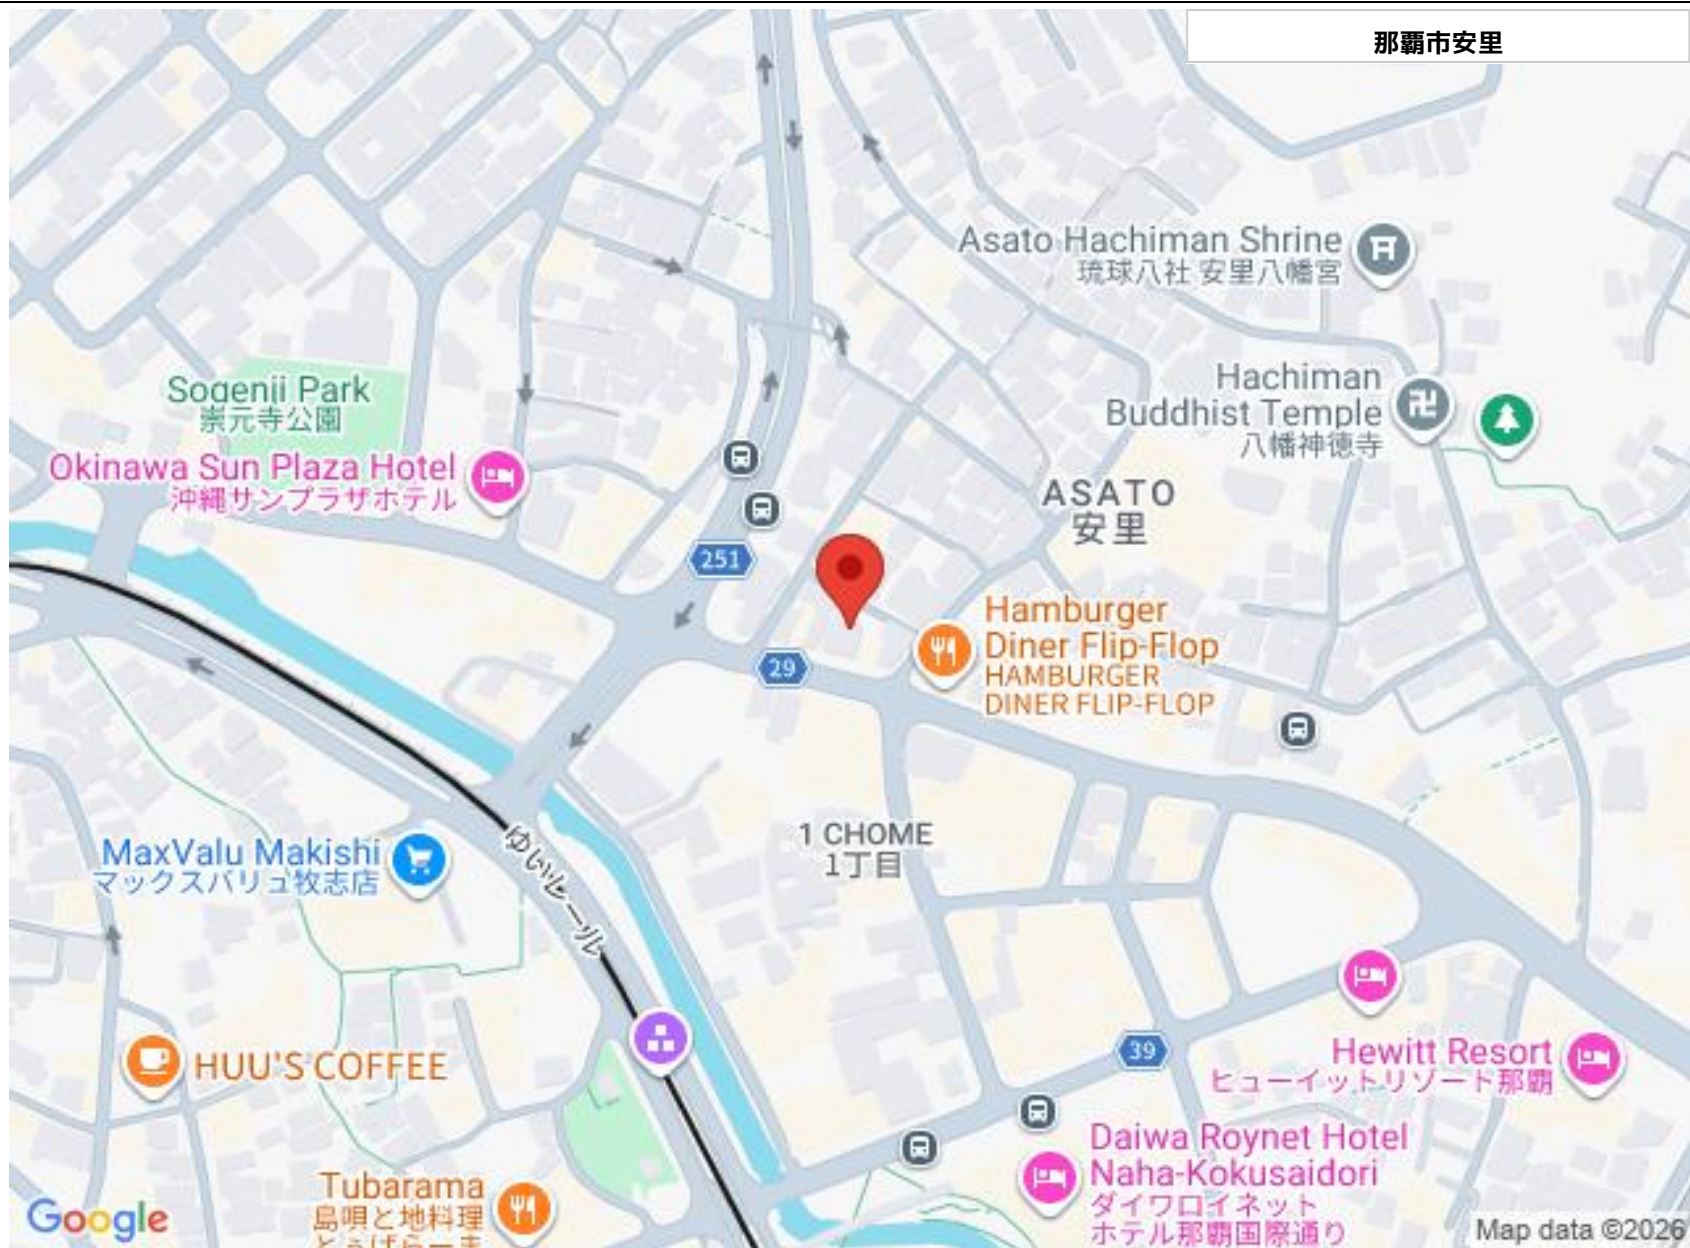 那覇市安里
Asato Hachiman Shrine
琉球八社 安里八幡宮
Sogenji Park
崇元寺公園
Hachiman
Buddhist Temple
八幡神徳寺
Okinawa Sun Plaza Hotel
沖縄サンプラザホテル
ASATO
安里
251
Hamburger
Diner Flip-Flop
HAMBURGER
DINER FLIP-FLOP
29
MaxValu Makishi
マックスバリュ牧志店
ゆいレール
1 CHOME
1丁目
HUU'S COFFEE
39
Hewitt Resort
ヒューイットリゾート那覇
Daiwa Roynet Hotel
Naha-Kokusaidori
ダイワロイネット
ホテル那覇国際通り
Tubarama
島唄と地料理
とぅばらーま
Google
Map data ©2026